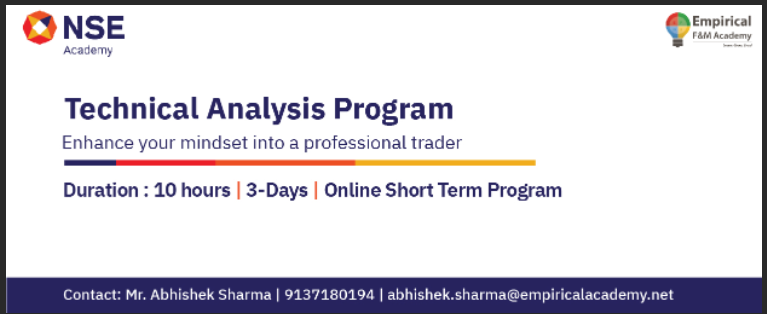 NSE
Academy
Empirical
F&M Academy
Technical Analysis Program
Enhance your mindset into a professional trader
Duration : 10 hours | 3-Days | Online Short Term Program
Contact: Mr. Abhishek Sharma | 9137180194 | abhishek.sharma@empiricalacademy.net